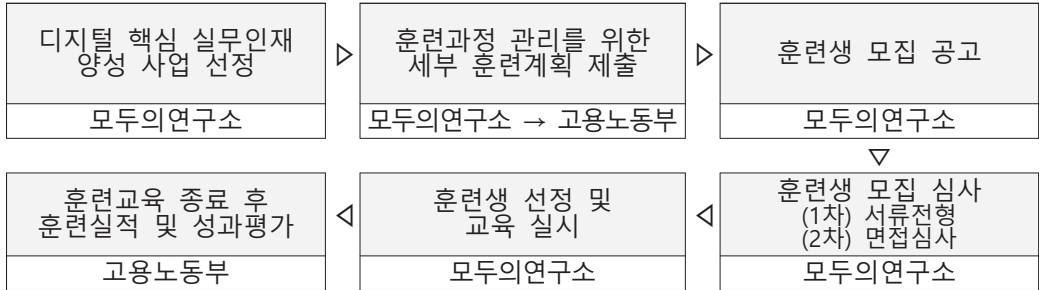 디지털 핵심 실무인재
양성 사업 선정
모두의연구소
▷
훈련과정 관리를 위한
세부 훈련계획 제출
모두의연구소 → 고용노동부
▷
훈련생 모집 공고
모두의연구소
▽
훈련생 모집 심사
(1차) 서류전형
(2차) 면접심사
모두의연구소
◁
훈련생 선정 및
교육 실시
모두의연구소
◁
훈련교육 종료 후
훈련실적 및 성과평가
고용노동부